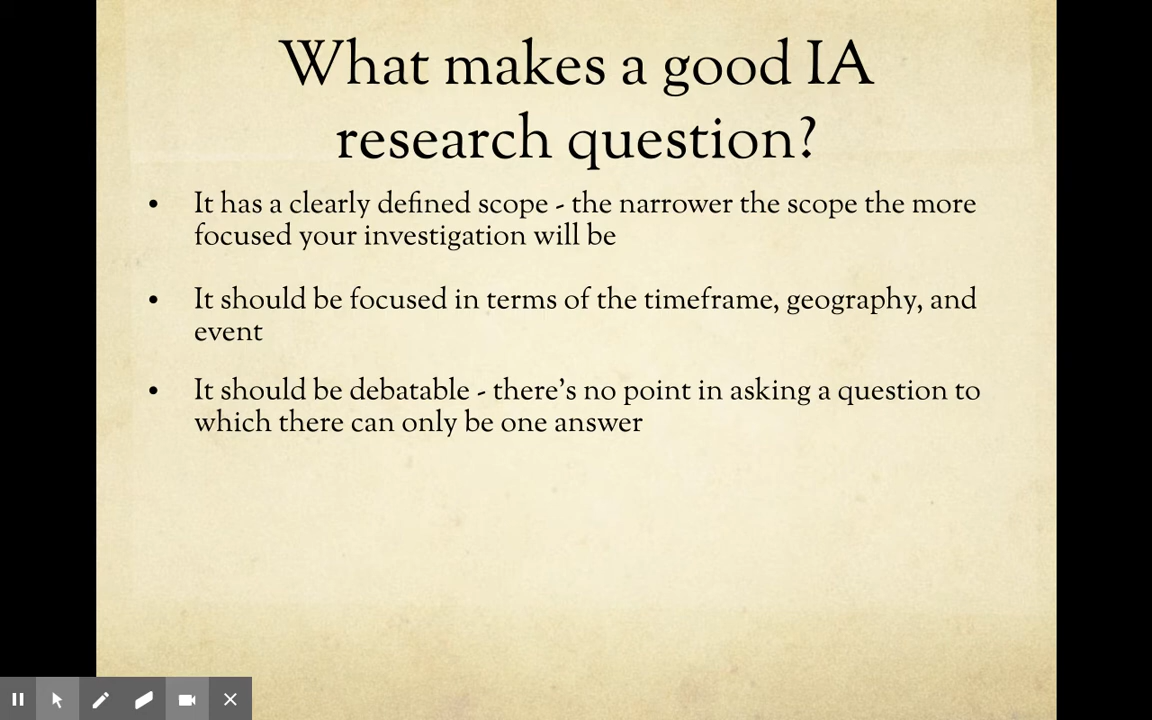 What makes a good IA
research question?
• It has a clearly defined scope - the narrower the scope the more
focused your investigation will be
• It should be focused in terms of the timeframe, geography, and
event
• It should be debatable - there's no point in asking a question to
which there can only be one answer